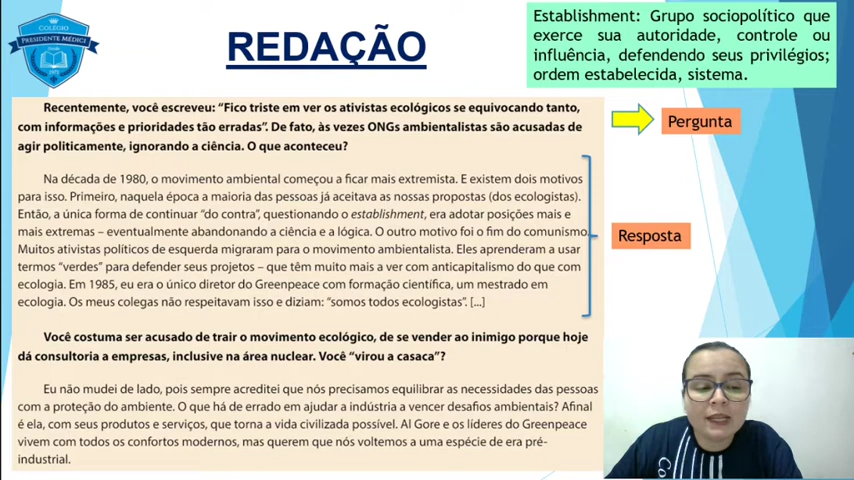 COLÉGIO
PRESIDENTE MÉDICI
REDAÇÃO
Establishment: Grupo sociopolítico que
exerce sua autoridade, controle ou
influência, defendendo seus privilégios;
ordem estabelecida, sistema.
Recentemente, você escreveu: “Fico triste em ver os ativistas ecológicos se equivocando tanto,
com informações e prioridades tão erradas”. De fato, às vezes ONGs ambientalistas são acusadas de
agir politicamente, ignorando a ciência. O que aconteceu?
Pergunta
Na década de 1980, o movimento ambiental começou a ficar mais extremista. E existem dois motivos
para isso. Primeiro, naquela época a maioria das pessoas já aceitava as nossas propostas (dos ecologistas).
Então, a única forma de continuar “do contra”, questionando o establishment, era adotar posições mais e
mais extremas – eventualmente abandonando a ciência e a lógica. O outro motivo foi o fim do comunismo.
Muitos ativistas políticos de esquerda migraram para o movimento ambientalista. Eles aprenderam a usar
termos “verdes” para defender seus projetos – que têm muito mais a ver com anticapitalismo do que com
ecologia. Em 1985, eu era o único diretor do Greenpeace com formação científica, um mestrado em
ecologia. Os meus colegas não respeitavam isso e diziam: “somos todos ecologistas”. [...]
Resposta
Você costuma ser acusado de trair o movimento ecológico, de se vender ao inimigo porque hoje
dá consultoria a empresas, inclusive na área nuclear. Você “virou a casaca”?
Eu não mudei de lado, pois sempre acreditei que nós precisamos equilibrar as necessidades das pessoas
com a proteção do ambiente. O que há de errado em ajudar a indústria a vencer desafios ambientais? Afinal
é ela, com seus produtos e serviços, que torna a vida civilizada possível. Al Gore e os líderes do Greenpeace
vivem com todos os confortos modernos, mas querem que nós voltemos a uma espécie de era pré-
industrial.